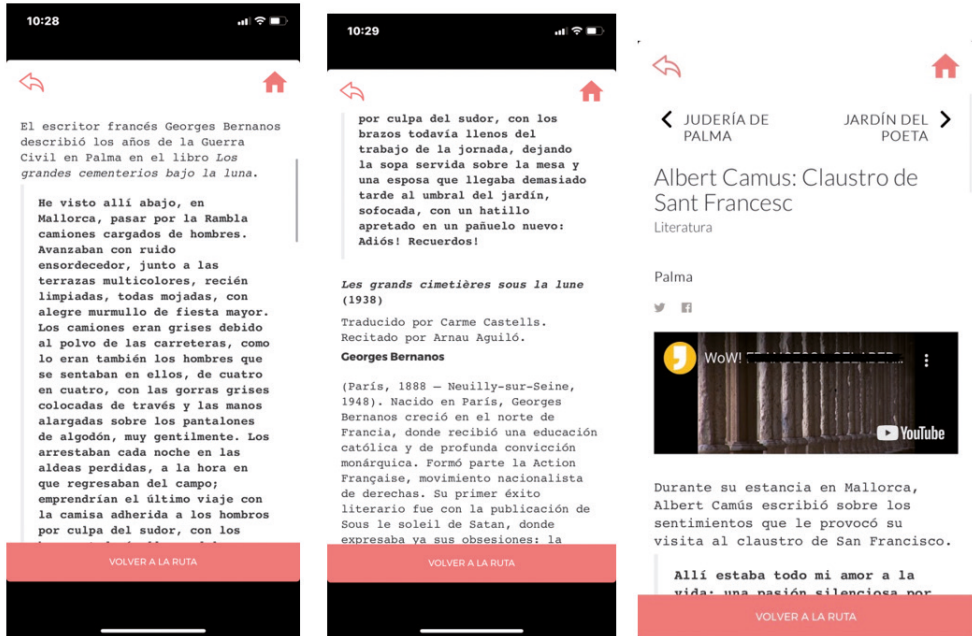 10:28
El escritor francés Georges Bernanos
describió los años de la Guerra
Civil en Palma en el libro Los
grandes cementerios bajo la luna.
He visto allí abajo, en
Mallorca, pasar por la Rambla
camiones cargados de hombres.
Avanzaban con ruido
ensordecedor, junto a las
terrazas multicolores, recién
limpiadas, todas mojadas, con
alegre murmullo de fiesta mayor.
Los camiones eran grises debido
al polvo de las carreteras, como
lo eran también los hombres que
se sentaban en ellos, de cuatro
en cuatro, con las gorras grises
colocadas de través y las manos
alargadas sobre los pantalones
de algodón, muy gentilmente. Los
arrestaban cada noche en las
aldeas perdidas, a la hora en
que regresaban del campo;
emprendrían el último viaje con
la camisa adherida a los hombros
por culpa del sudor, con los
VOLVER A LA RUTA
10:29
por culpa del sudor, con los
brazos todavía llenos del
trabajo de la jornada, dejando
la sopa servida sobre la mesa y
una esposa que llegaba demasiado
tarde al umbral del jardín,
sofocada, con un hatillo
apretado en un pañuelo nuevo:
Adiós! Recuerdos!
Les grands cimetières sous la lune
(1938)
Traducido por Carme Castells.
Recitado por Arnau Aguiló.
Georges Bernanos
(París, 1888 – Neuilly-sur-Seine,
1948). Nacido en París, Georges
Bernanos creció en el norte de
Francia, donde recibió una educación
católica y de profunda convicción
monárquica. Formó parte la Action
Française, movimiento nacionalista
de derechas. Su primer éxito
literario fue con la publicación de
Sous le soleil de Satan, donde
expresaba ya sus obsesiones: la
VOLVER A LA RUTA
JUDERÍA DE
PALMA
JARDÍN DEL
POETA
Albert Camus: Claustro de
Sant Francesc
Literatura
Palma
WoW!
YouTube
Durante su estancia en Mallorca,
Albert Camús escribió sobre los
sentimientos que le provocó su
visita al claustro de San Francisco.
Allí estaba todo mi amor a la
vida: una pasión silenciosa por
VOLVER A LA RUTA